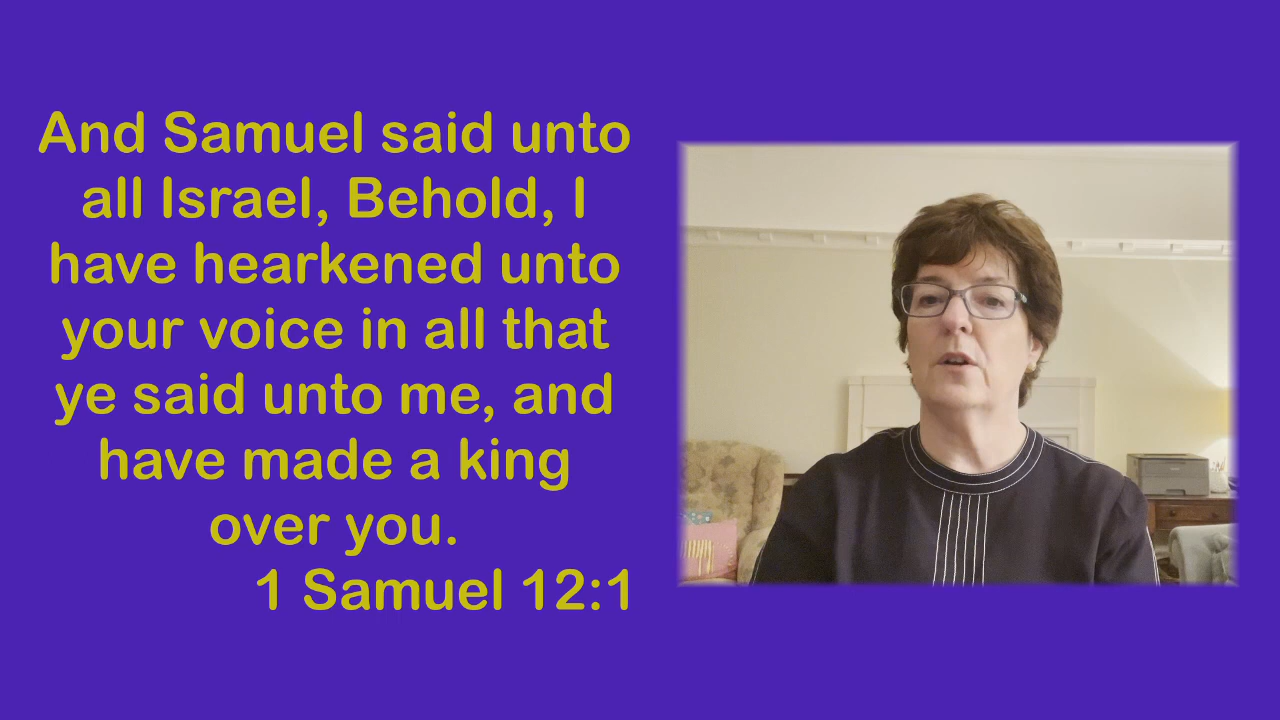 And Samuel said unto
all Israel, Behold, I
have hearkened unto
your voice in all that
ye said unto me, and
have made a king
over you.
1 Samuel 12:1